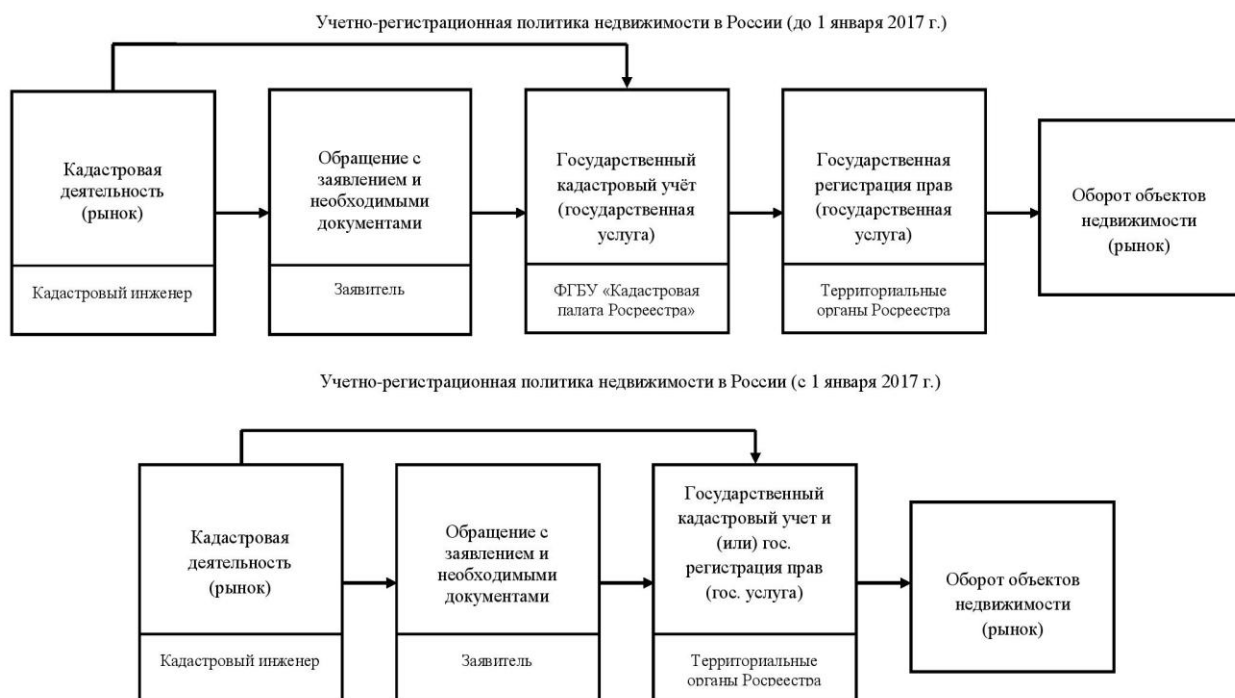 Учетно-регистрационная политика недвижимости в России (до 1 января 2017 г.)
Кадастровая
деятельность
(рынок)
Кадастровый инженер
Обращение с
заявлением и
необходимыми
документами
Заявитель
Государственный
кадастровый учёт
(государственная
услуга)
ФГБУ «Кадастровая
палата Росреестра»
Государственная
регистрация прав
(государственная
услуга)
Территориальные
органы Росреестра
Оборот объектов
недвижимости
(рынок)
Учетно-регистрационная политика недвижимости в России (с 1 января 2017 г.)
Кадастровая
деятельность
(рынок)
Кадастровый инженер
Обращение с
заявлением и
необходимыми
документами
Заявитель
Государственный
кадастровый учет и
(или) гос.
регистрация прав
(гос. услуга)
Территориальные
органы Росреестра
Оборот объектов
недвижимости
(рынок)